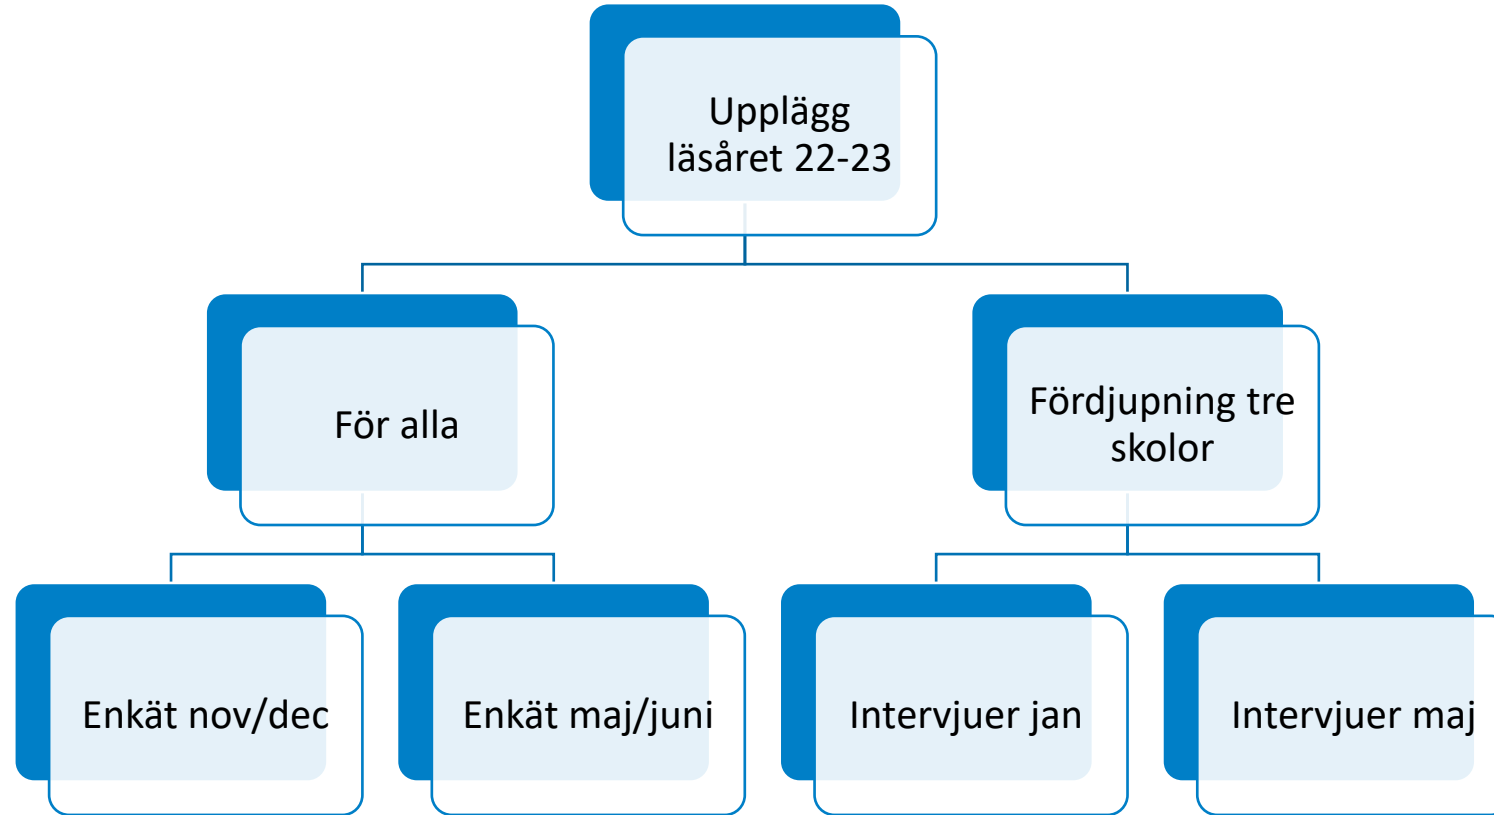 Upplägg
läsåret 22-23
För alla
Fördjupning tre
skolor
Enkät nov/dec
Enkät maj/juni
Intervjuer jan
Intervjuer maj